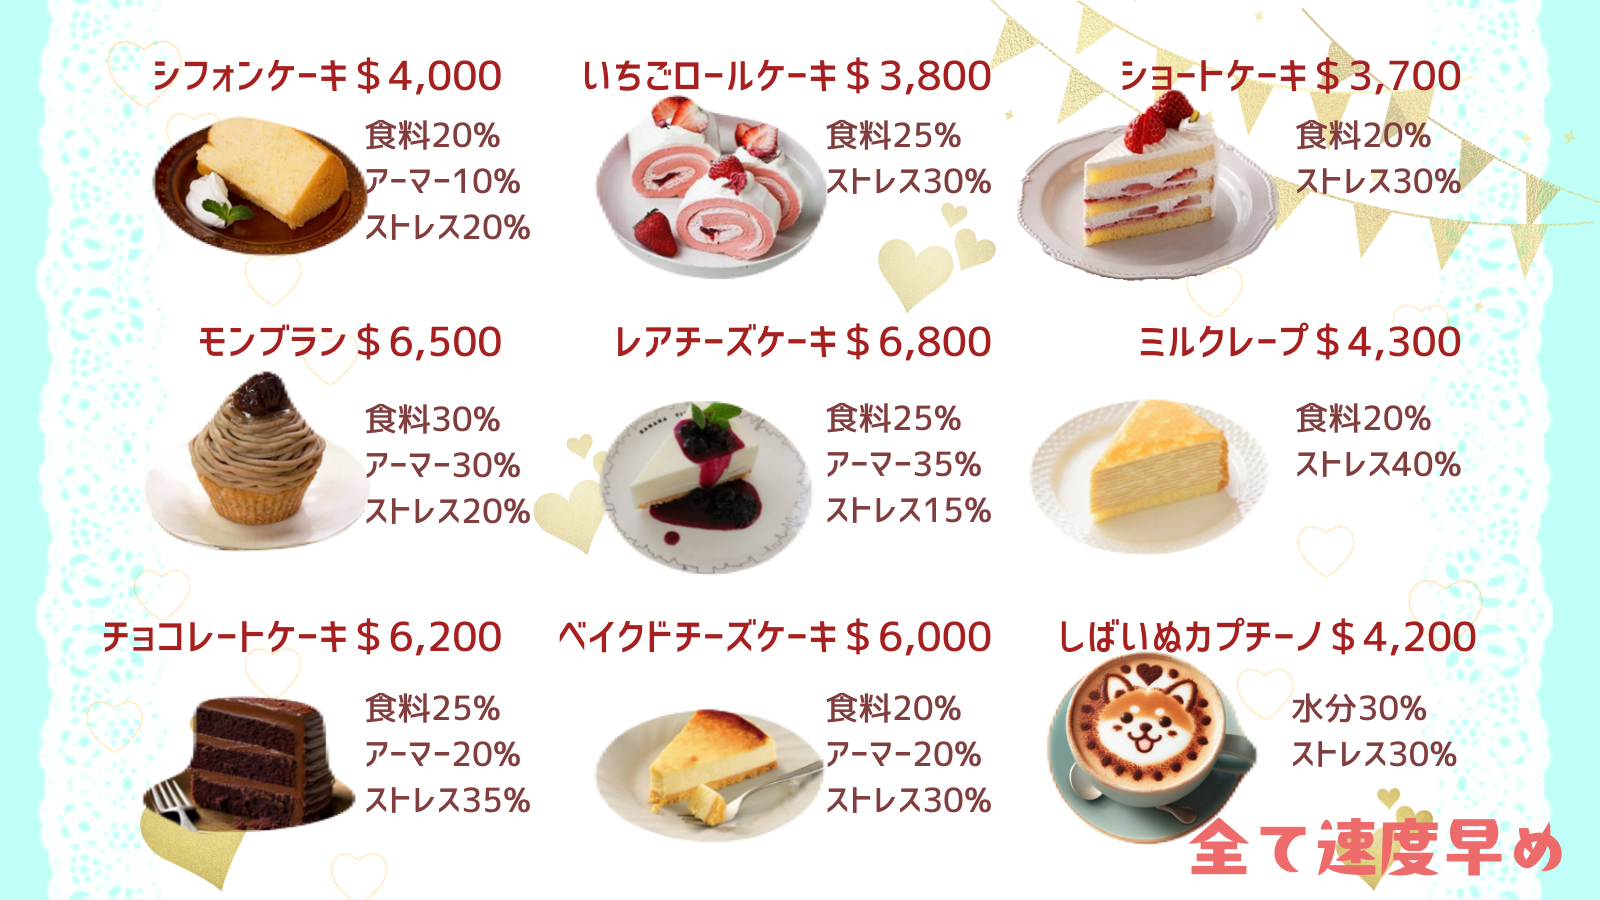 シフォンケーキ＄4,000
食料20%
アーマー10%
ストレス20%
いちごロールケーキ＄3,800
食料25%
ストレス30%
ショートケーキ＄3,700
食料20%
ストレス30%
モンブラン＄6,500
食料30%
アーマー30%
ストレス20%
レアチーズケーキ＄6,800
食料25%
アーマー35%
ストレス15%
ミルクレープ＄4,300
食料20%
ストレス40%
チョコレートケーキ＄6,200
食料25%
アーマー20%
ストレス35%
ベイクドチーズケーキ＄6,000
食料20%
アーマー20%
ストレス30%
しばいぬカプチーノ＄4,200
水分30%
ストレス30%
全て速度早め